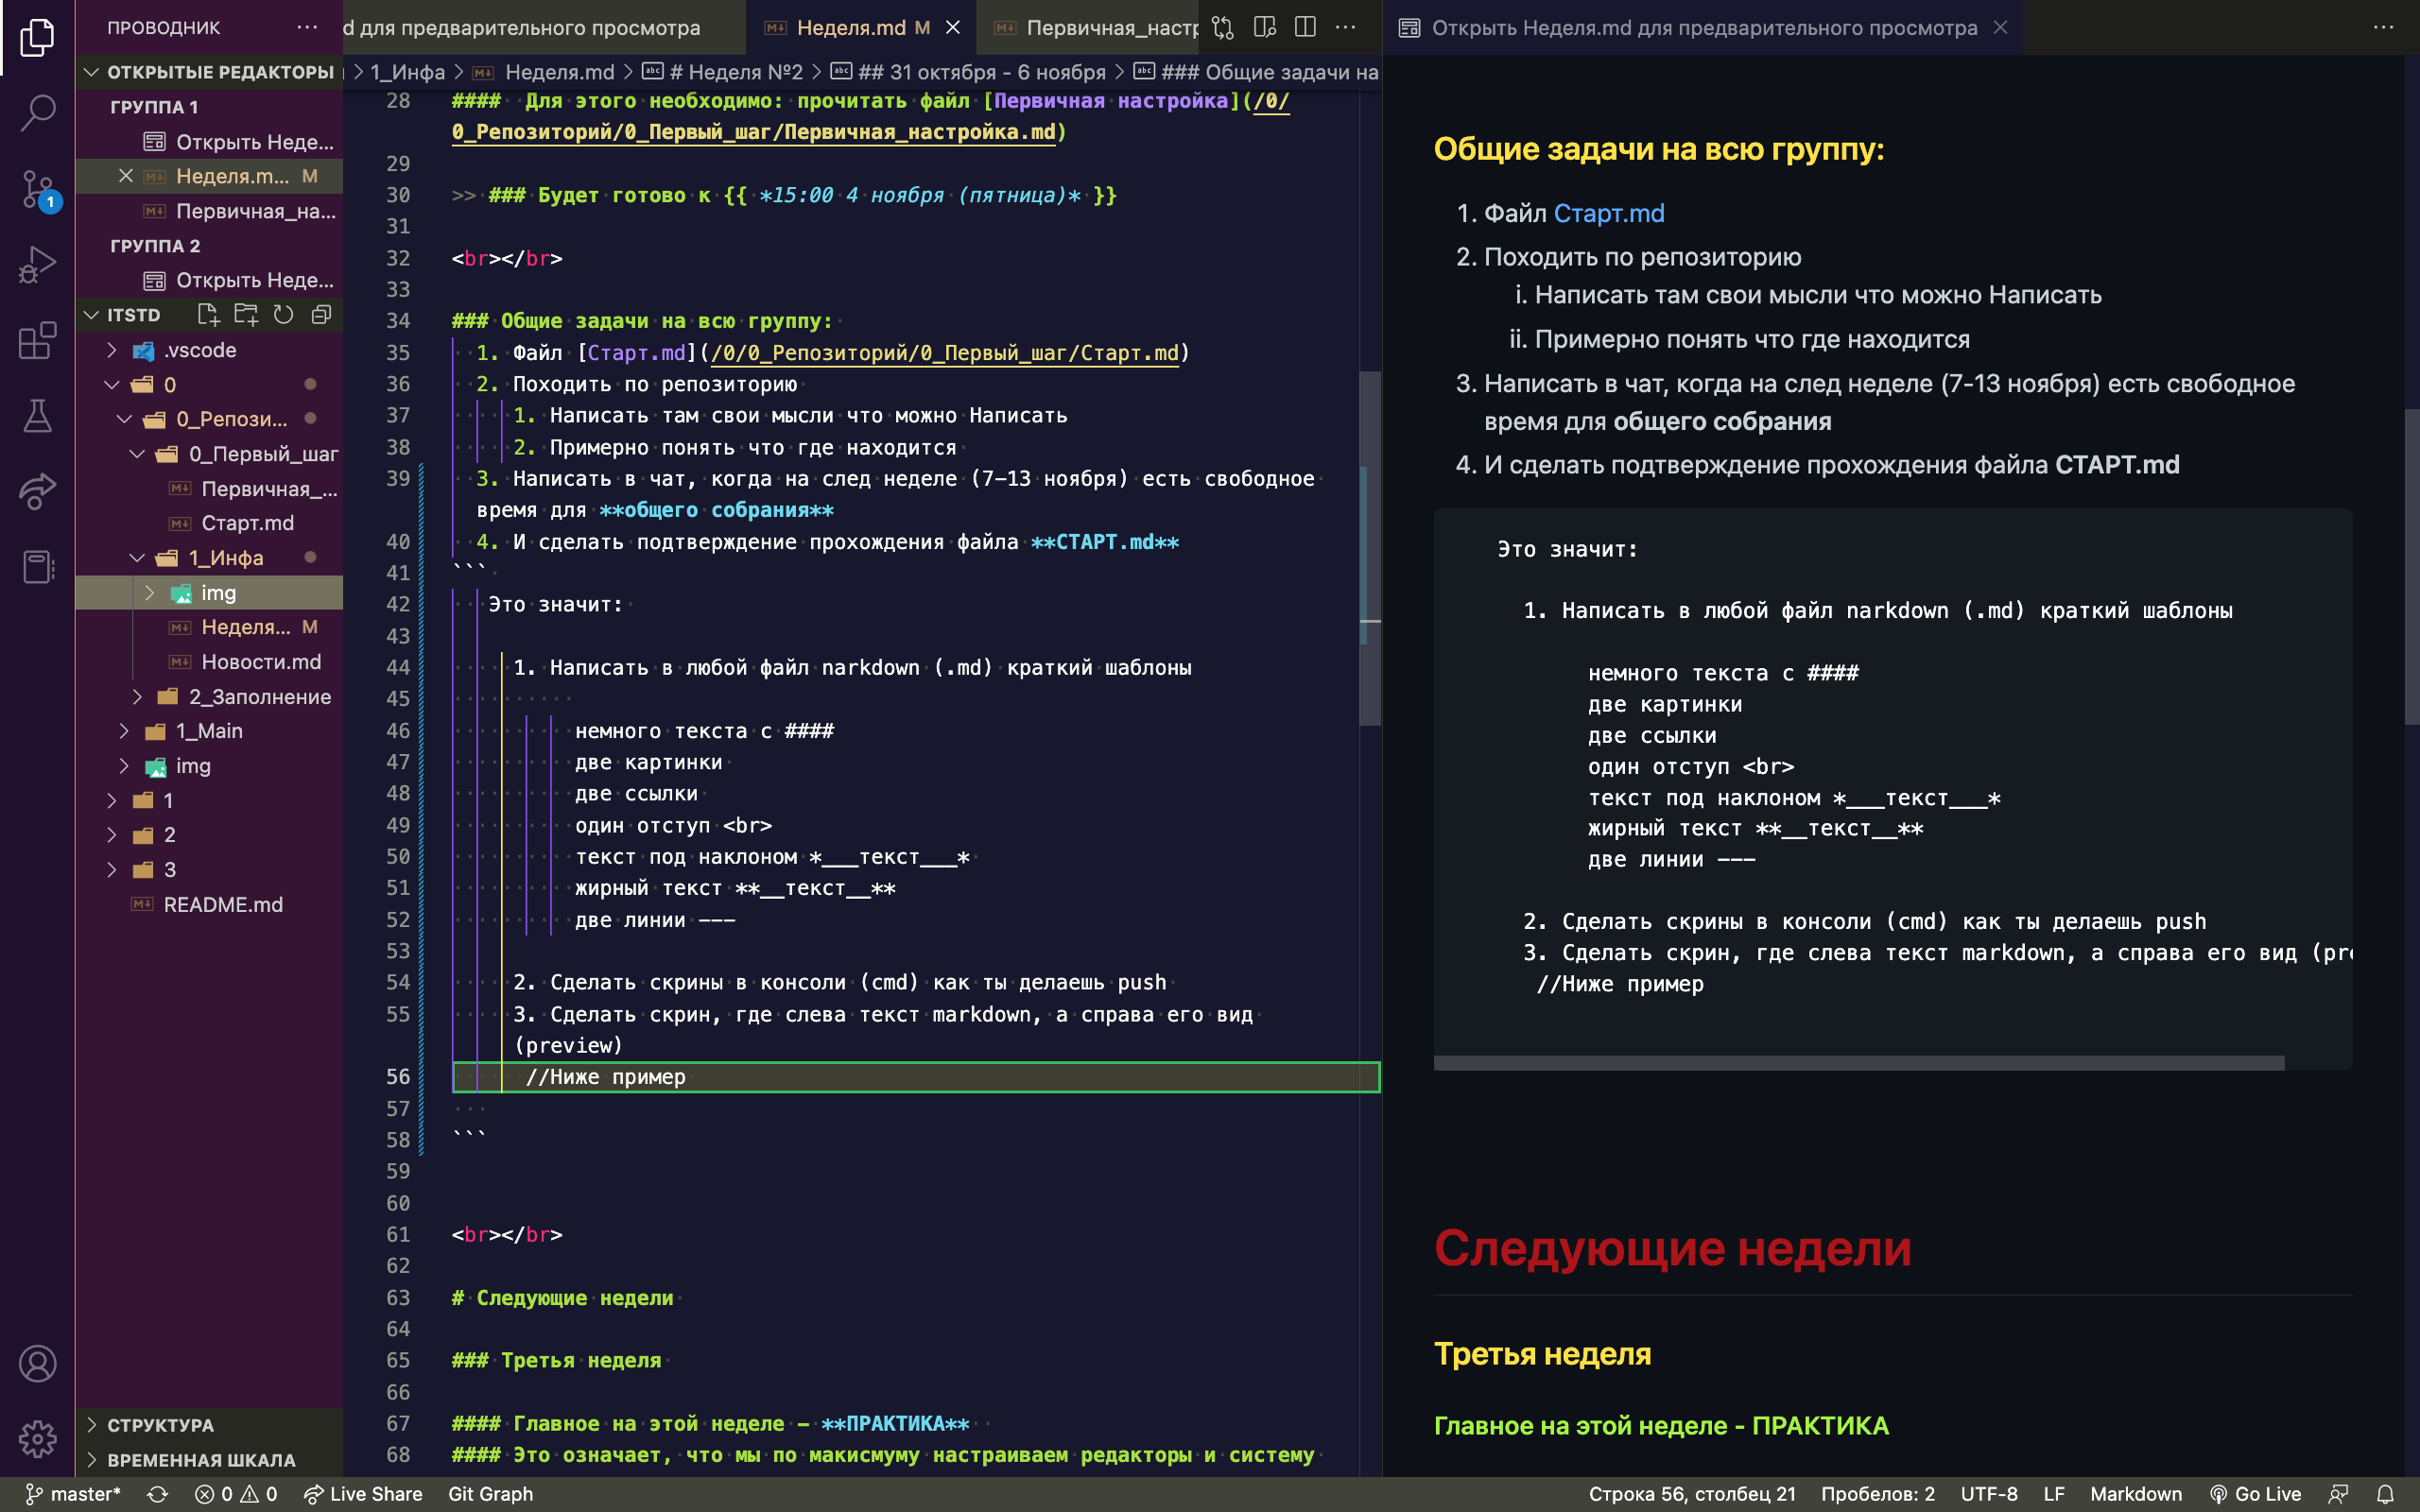 ПРОВОДНИК
ОТКРЫТЫЕ РЕДАКТОРЫ
ГРУППА 1
Открыть Неде...
Неделя.m... M
Первичная_на...
ГРУППА 2
Открыть Неде...
ITSTD
.vscode
0
0_Репози...
0_Первый_шаг
Первичная_...
Старт.md
1_Инфа
img
Неделя... M
Новости.md
2_Заполнение
1_Main
img
1
2
3
README.md
СТРУКТУРА
ВРЕМЕННАЯ ШКАЛА
d для предварительного просмотра
Неделя.md M
Первичная_настр
1_Инфа > Неделя.md > # Неделя №2 > ## 31 октября - 6 ноября > ### Общие задачи на
28 #### Для этого необходимо: прочитать файл [Первичная настройка](/0/
0_Репозиторий/0_Первый_шаг/Первичная_настройка.md)
29
30 >> ### Будет готово к {{ *15:00 4 ноября (пятница)* }}
31
32 <br></br>
33
34 ### Общие задачи на всю группу:
35 1. Файл [Старт.md](/0/0_Репозиторий/0_Первый_шаг/Старт.md)
36 2. Походить по репозиторию
37 1. Написать там свои мысли что можно Написать
38 2. Примерно понять что где находится
39 3. Написать в чат, когда на след неделе (7-13 ноября) есть свободное
время для **общего собрания**
40 4. И сделать подтверждение прохождения файла **СТАРТ.md**
41 ```
42 Это значит:
43
44 1. Написать в любой файл narkdown (.md) краткий шаблоны
45
46 немного текста с ####
47 две картинки
48 две ссылки
49 один отступ <br>
50 текст под наклоном *___текст___*
51 жирный текст **__текст__**
52 две линии ---
53
54 2. Сделать скрины в консоли (cmd) как ты делаешь push
55 3. Сделать скрин, где слева текст markdown, а справа его вид
(preview)
56 //Ниже пример
57
58 ```
59
60
61 <br></br>
62
63 # Следующие недели
64
65 ### Третья неделя
66
67 #### Главное на этой неделе - **ПРАКТИКА**
68 #### Это означает, что мы по макисмуму настраиваем редакторы и систему
Открыть Неделя.md для предварительного просмотра
Общие задачи на всю группу:
1. Файл Старт.md
2. Походить по репозиторию
i. Написать там свои мысли что можно Написать
ii. Примерно понять что где находится
3. Написать в чат, когда на след неделе (7-13 ноября) есть свободное
время для общего собрания
4. И сделать подтверждение прохождения файла СТАРТ.md
Это значит:
1. Написать в любой файл narkdown (.md) краткий шаблоны
немного текста с ####
две картинки
две ссылки
один отступ <br>
текст под наклоном *___текст___*
жирный текст **__текст__**
две линии ---
2. Сделать скрины в консоли (cmd) как ты делаешь push
3. Сделать скрин, где слева текст markdown, а справа его вид (pre
//Ниже пример
Следующие недели
Третья неделя
Главное на этой неделе - ПРАКТИКА
master* 0 0 Live Share Git Graph Строка 56, столбец 21 Пробелов: 2 UTF-8 LF Markdown Go Live